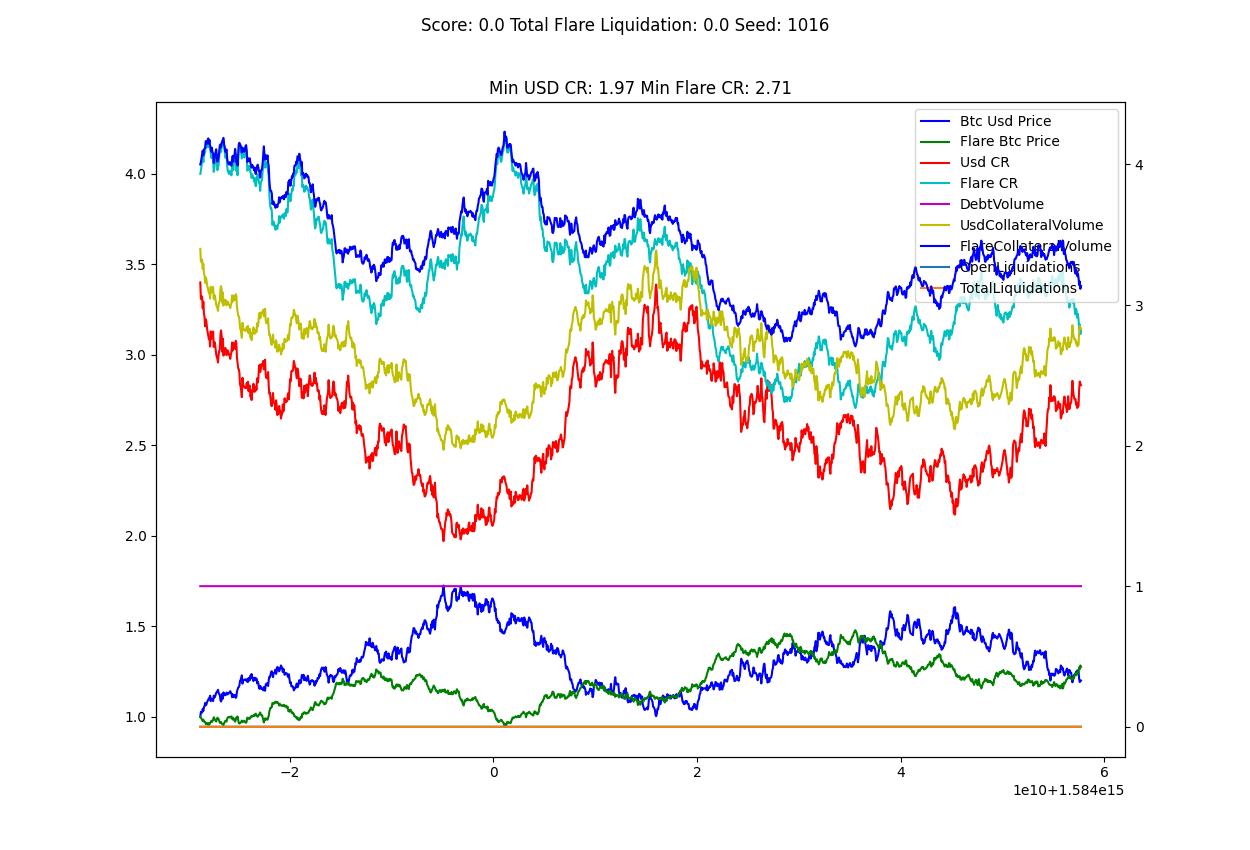 Score: 0.0 Total Flare Liquidation: 0.0 Seed: 1016
Min USD CR: 1.97 Min Flare CR: 2.71
Btc Usd Price
Flare Btc Price
Usd CR
Flare CR
DebtVolume
UsdCollateralVolume
FlareCollateralVolume
OpenLiquidations
TotalLiquidations
4.0
3.5
3.0
2.5
2.0
1.5
1.0
4
3
2
1
0
−2
0
2
4
6
1e10+1.584e15